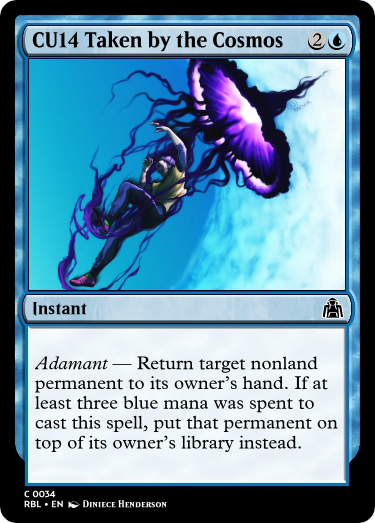 CU14 Taken by the Cosmos 2
Instant
Adamant — Return target nonland
permanent to its owner's hand. If at
least three blue mana was spent to
cast this spell, put that permanent on
top of its owner's library instead.
C 0034
RBL • EN Diniece Henderson